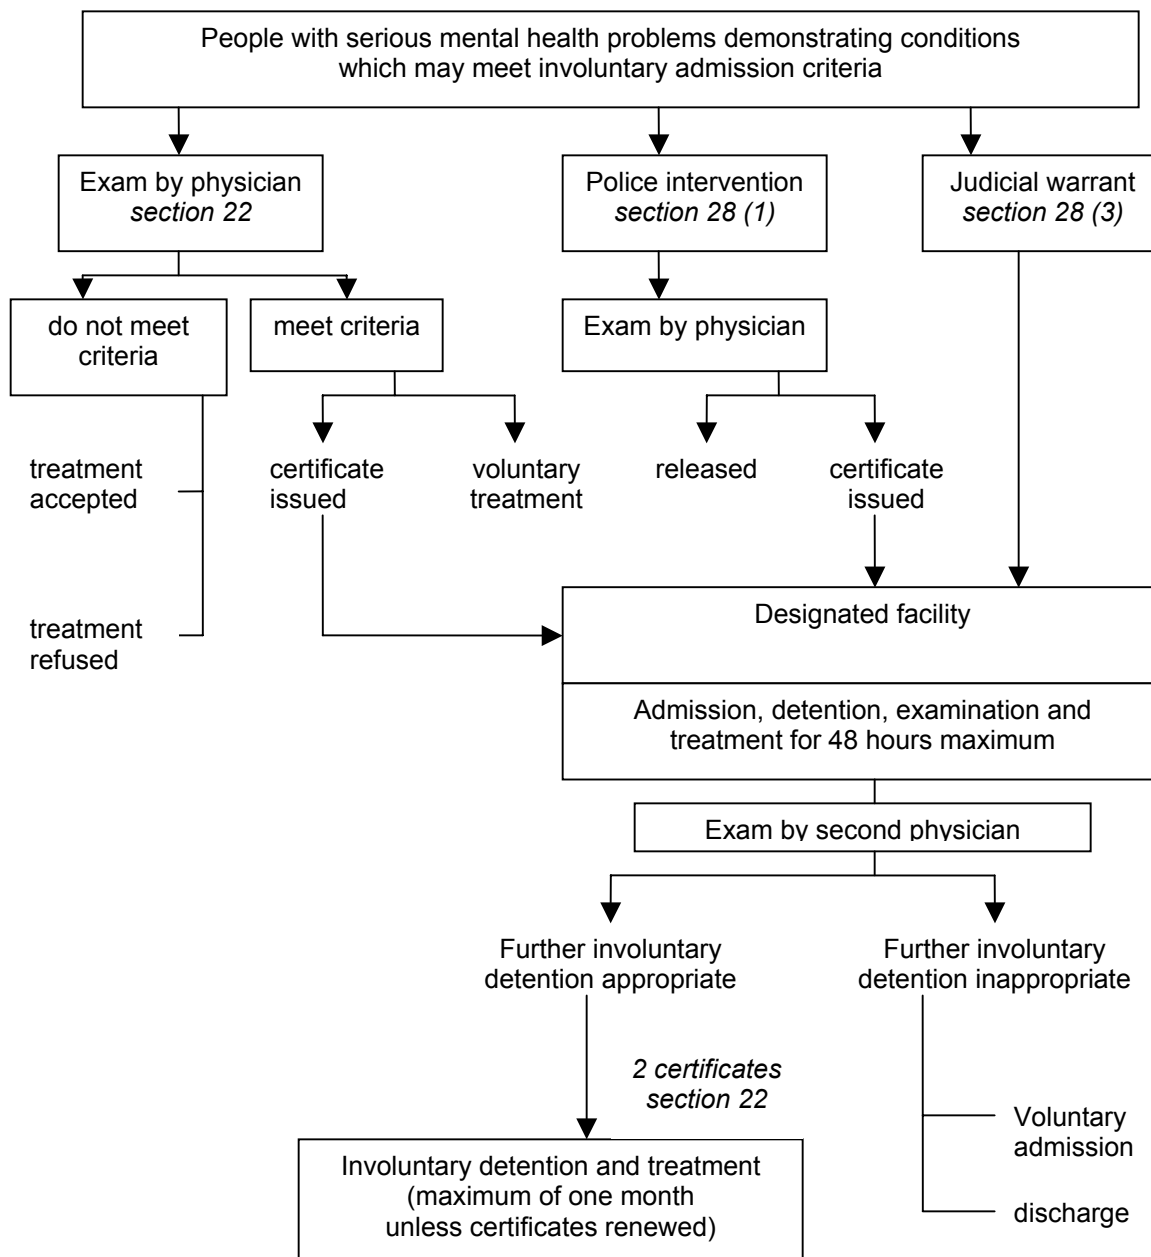 People with serious mental health problems demonstrating conditions
which may meet involuntary admission criteria
Exam by physician
section 22
Police intervention
section 28 (1)
Judicial warrant
section 28 (3)
do not meet
criteria
meet criteria
Exam by physician
treatment
accepted
certificate
issued
voluntary
treatment
released
certificate
issued
treatment
refused
Designated facility
Admission, detention, examination and
treatment for 48 hours maximum
Exam by second physician
Further involuntary
detention appropriate
Further involuntary
detention inappropriate
2 certificates
section 22
Voluntary
admission
discharge
Involuntary detention and treatment
(maximum of one month
unless certificates renewed)